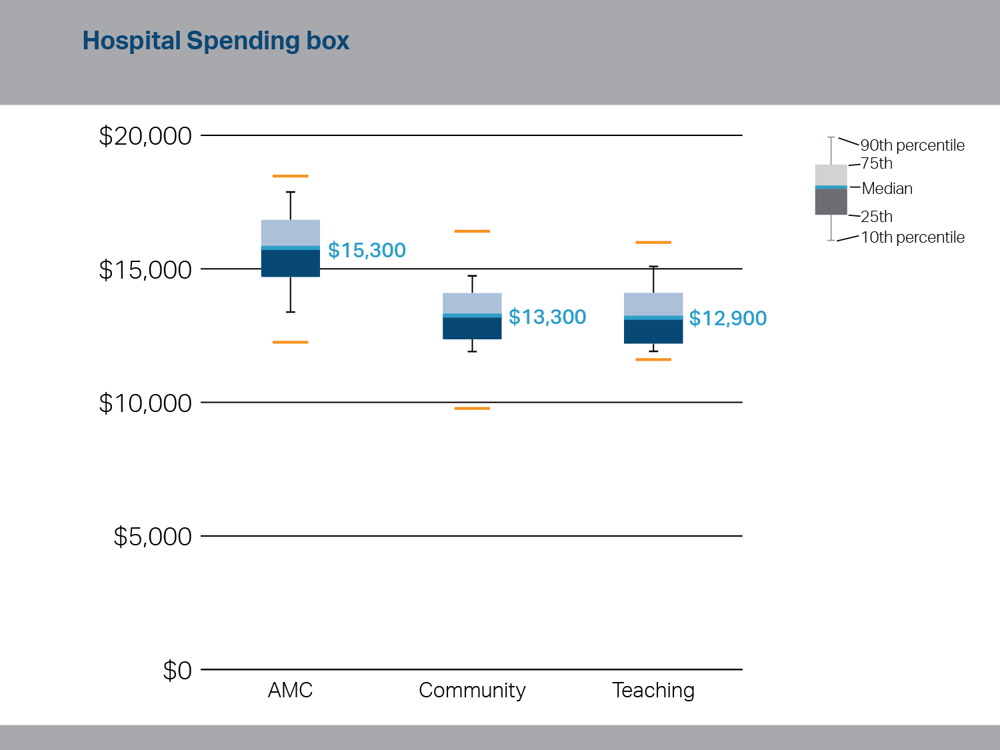 Hospital Spending box
$20,000
$15,000
$10,000
$5,000
$0
$15,300
$13,300
$12,900
AMC
Community
Teaching
90th percentile
75th
Median
25th
10th percentile